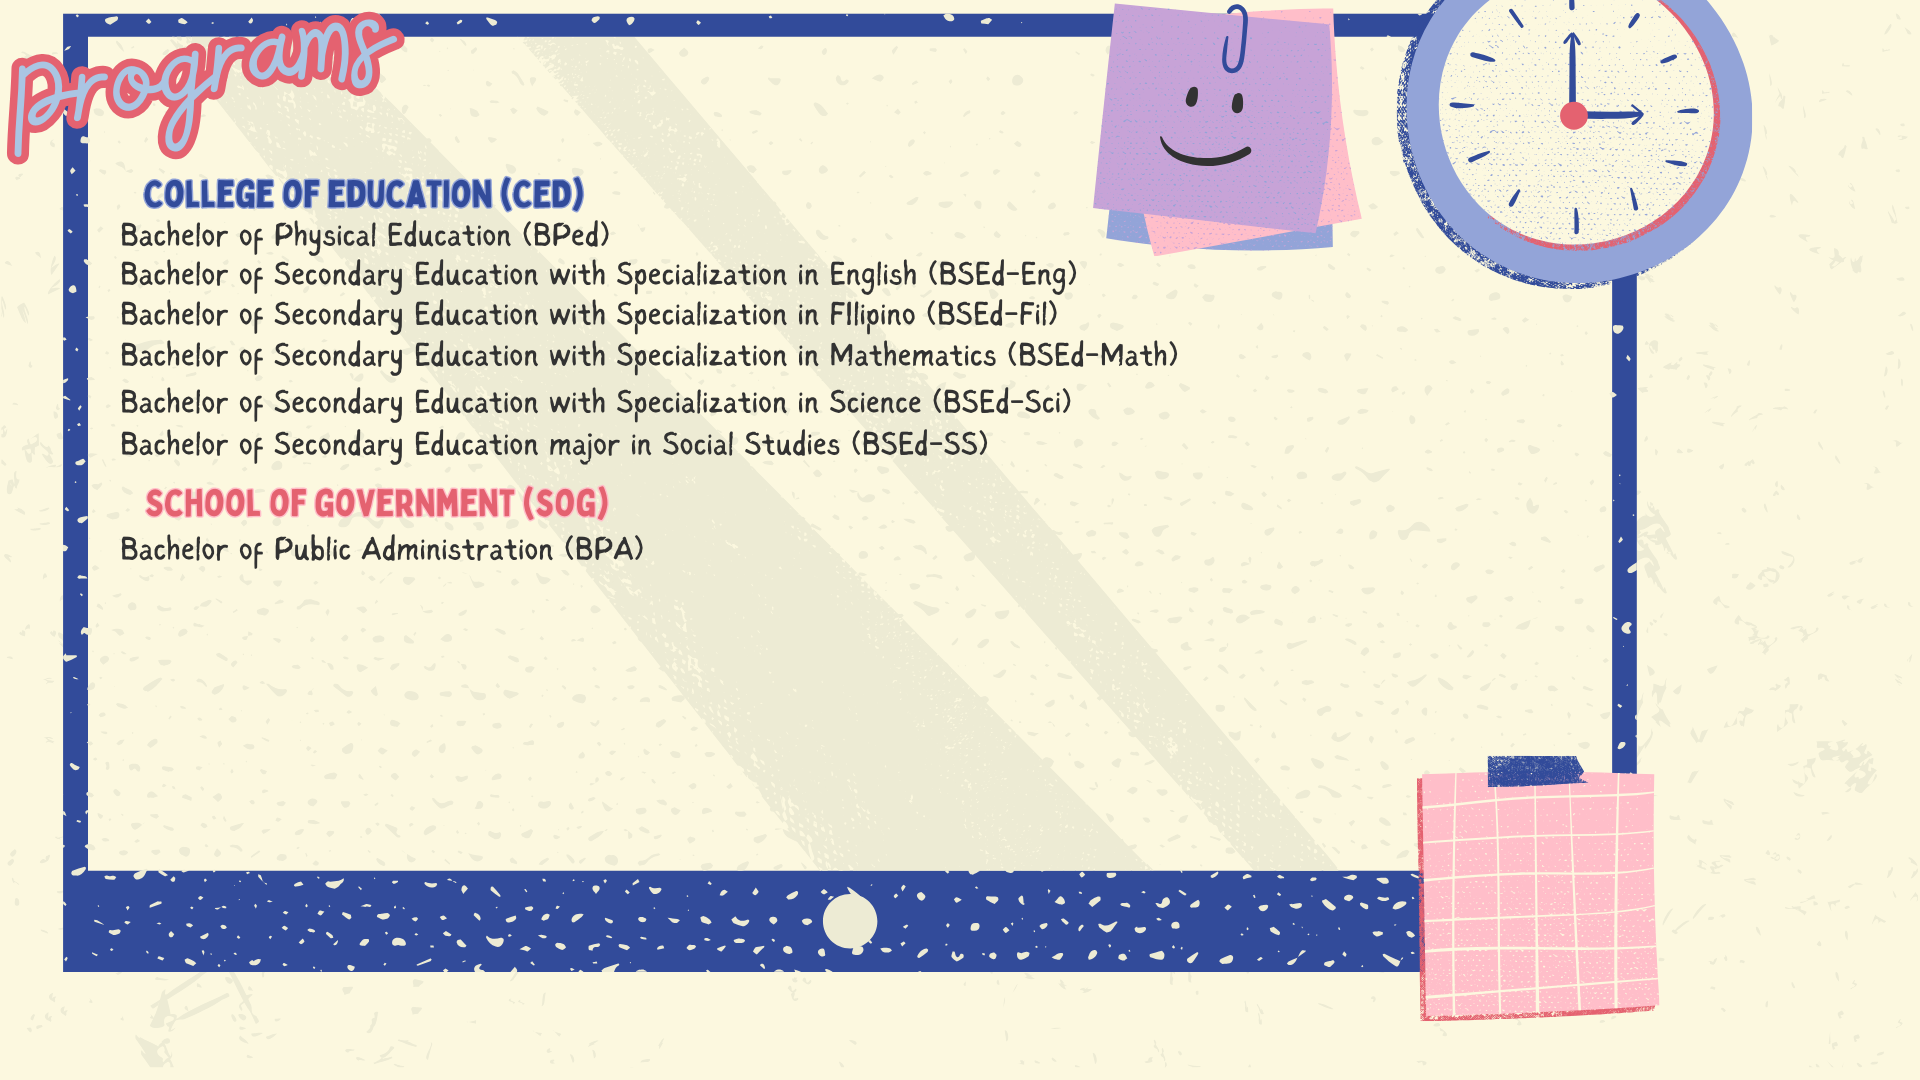 programs
COLLEGE OF EDUCATION (CED)
Bachelor of Physical Education (BPed)
Bachelor of Secondary Education with Specialization in English (BSEd-Eng)
Bachelor of Secondary Education with Specialization in FIlipino (BSEd-Fil)
Bachelor of Secondary Education with Specialization in Mathematics (BSEd-Math)
Bachelor of Secondary Education with Specialization in Science (BSEd-Sci)
Bachelor of Secondary Education major in Social Studies (BSEd-SS)
SCHOOL OF GOVERNMENT (SOG)
Bachelor of Public Administration (BPA)